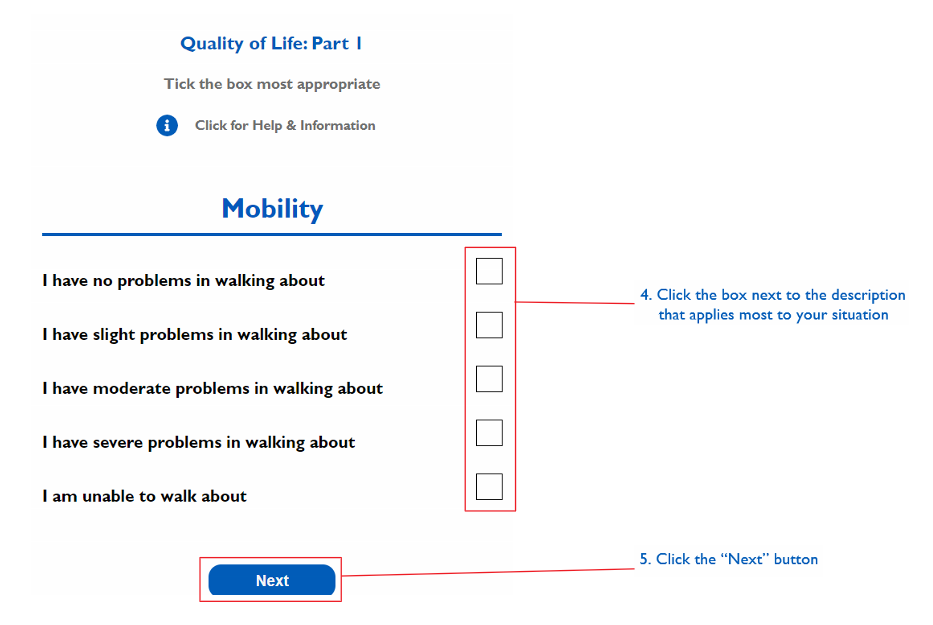 Quality of Life: Part 1
Tick the box most appropriate
i
Click for Help & Information
Mobility
I have no problems in walking about
I have slight problems in walking about
I have moderate problems in walking about
I have severe problems in walking about
I am unable to walk about
4. Click the box next to the description
that applies most to your situation
Next
5. Click the “Next” button